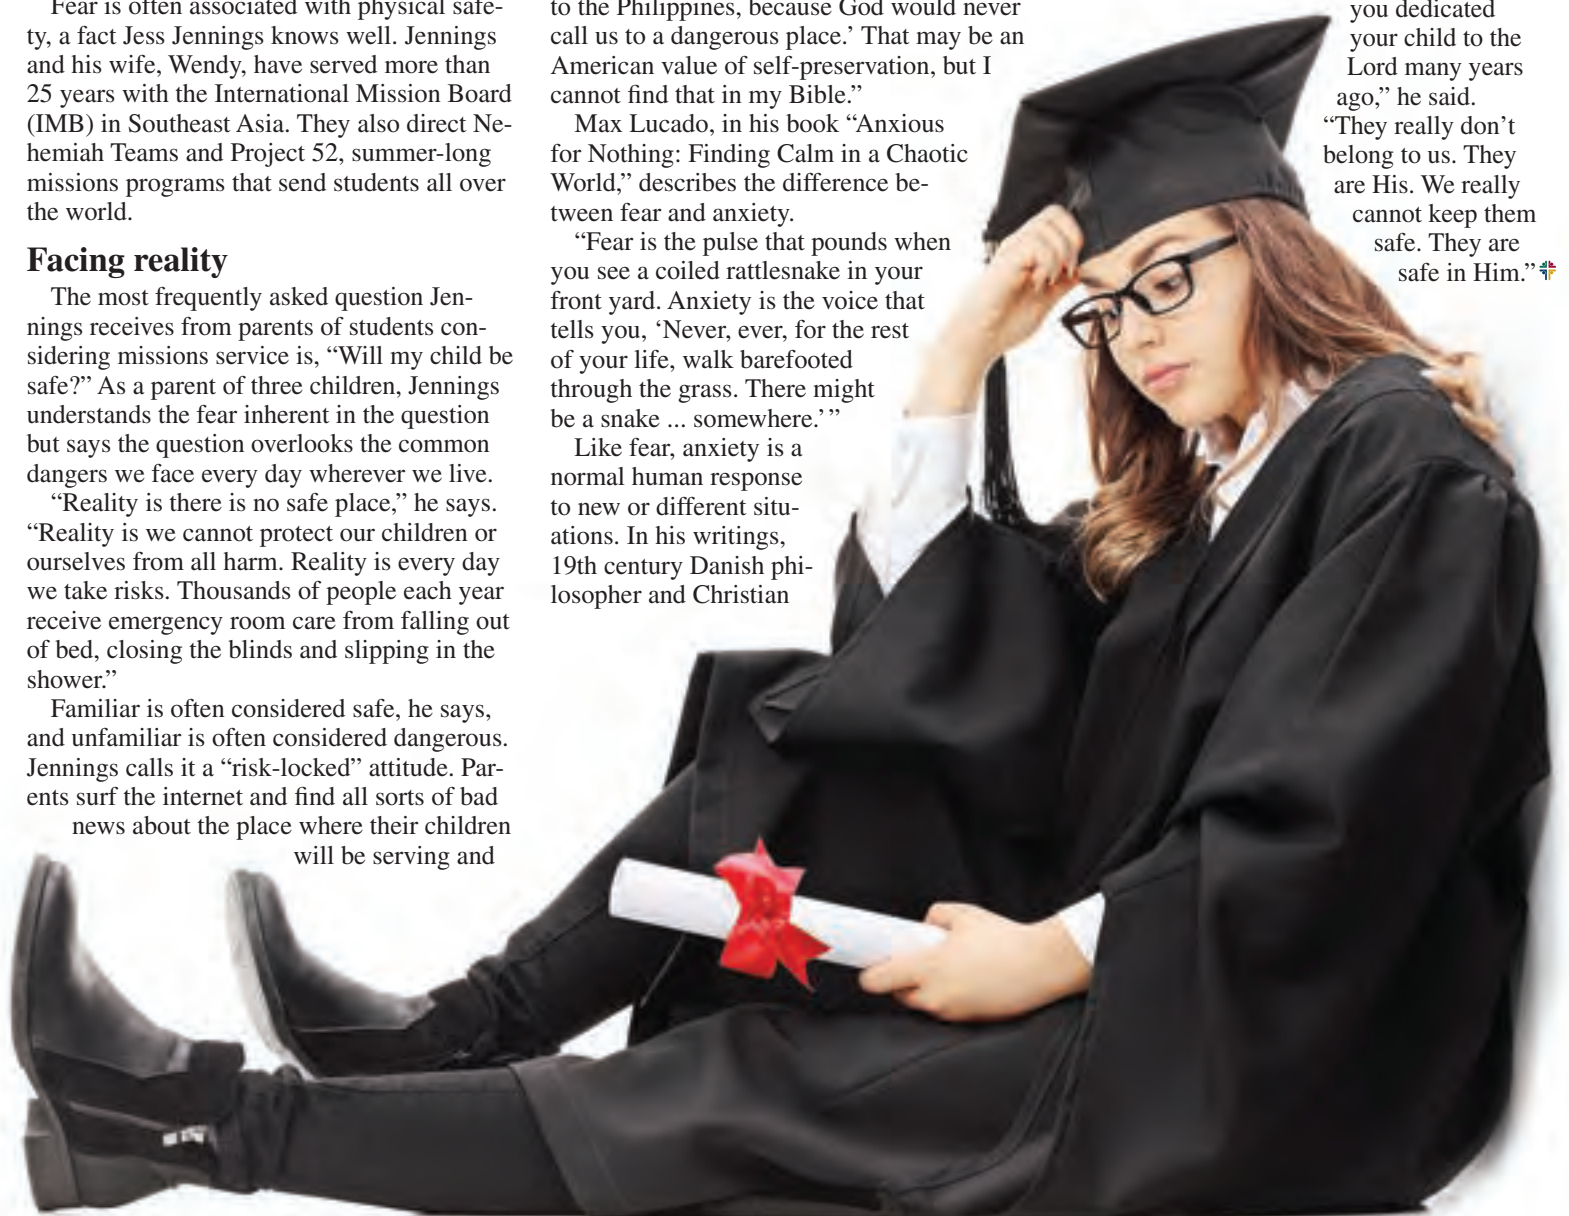 Fear is often associated with physical safe-
ty, a fact Jess Jennings knows well. Jennings
and his wife, Wendy, have served more than
25 years with the International Mission Board
(IMB) in Southeast Asia. They also direct Ne-
hemiah Teams and Project 52, summer-long
missions programs that send students all over
the world.
Facing reality
The most frequently asked question Jen-
nings receives from parents of students con-
sidering missions service is, “Will my child be
safe?” As a parent of three children, Jennings
understands the fear inherent in the question
but says the question overlooks the common
dangers we face every day wherever we live.
“Reality is there is no safe place,” he says.
“Reality is we cannot protect our children or
ourselves from all harm. Reality is every day
we take risks. Thousands of people each year
receive emergency room care from falling out
of bed, closing the blinds and slipping in the
shower.”
Familiar is often considered safe, he says,
and unfamiliar is often considered dangerous.
Jennings calls it a “risk-locked” attitude. Par-
ents surf the internet and find all sorts of bad
news about the place where their children
will be serving and
to the Philippines, because God would never
call us to a dangerous place.’ That may be an
American value of self-preservation, but I
cannot find that in my Bible.”
Max Lucado, in his book “Anxious
for Nothing: Finding Calm in a Chaotic
World,” describes the difference be-
tween fear and anxiety.
“Fear is the pulse that pounds when
you see a coiled rattlesnake in your
front yard. Anxiety is the voice that
tells you, ‘Never, ever, for the rest
of your life, walk barefooted
through the grass. There might
be a snake ... somewhere.’ ”
Like fear, anxiety is a
normal human response
to new or different situ-
ations. In his writings,
19th century Danish phi-
losopher and Christian
you dedicated
your child to the
Lord many years
ago,” he said.
“They really don’t
belong to us. They
are His. We really
cannot keep them
safe. They are
safe in Him.”